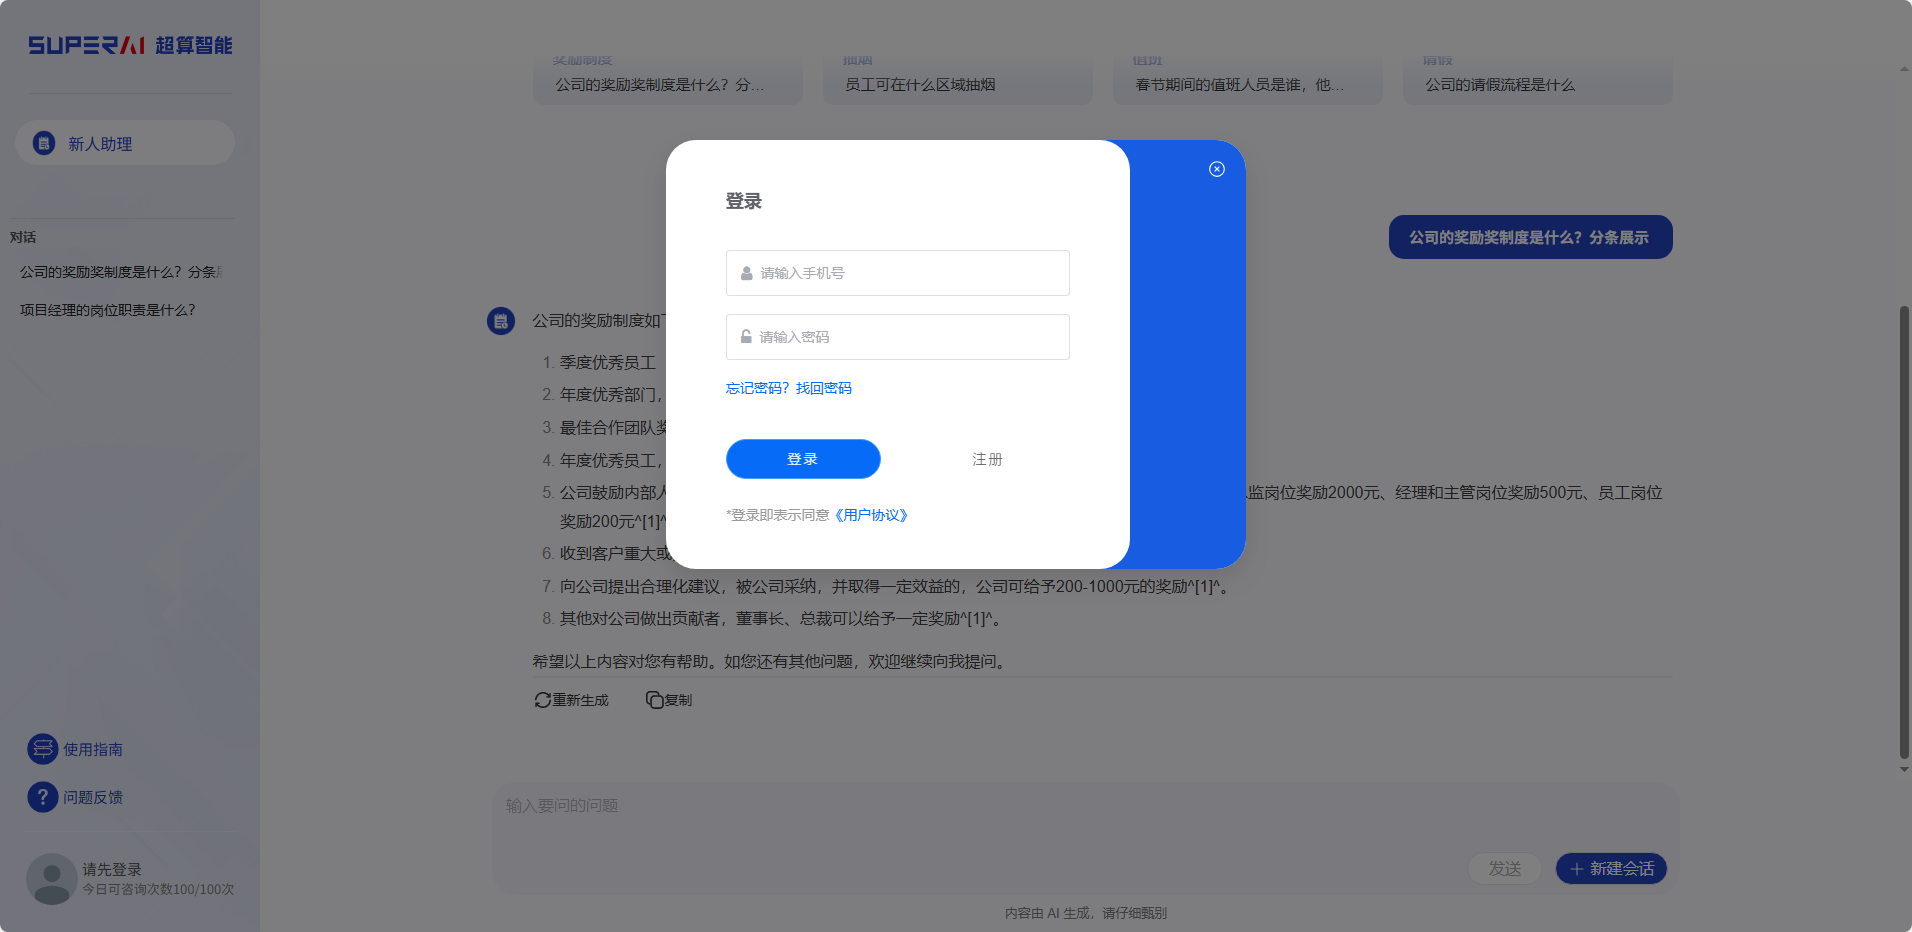 SUPERAI 超算智能
新人助理
对话
公司的奖励奖制度是什么？分条
项目经理的岗位职责是什么？
使用指南
问题反馈
请先登录
今日可咨询次数100/100次
奖励制度
公司的奖励奖制度是什么？分...
抽烟
员工可在什么区域抽烟
值班
春节期间的值班人员是谁，他...
请假
公司的请假流程是什么
公司的奖励奖制度是什么？分条展示
公司的奖励制度如
1. 季度优秀员工
2. 年度优秀部门，
3. 最佳合作团队奖
4. 年度优秀员工，
5. 公司鼓励内部 监岗位奖励2000元、经理和主管岗位奖励500元、员工岗位
奖励200元^[1]^
6. 收到客户重大或
7. 向公司提出合理化建议，被公司采纳，并取得一定效益的，公司可给予200-1000元的奖励^[1]^。
8. 其他对公司做出贡献者，董事长、总裁可以给予一定奖励^[1]^。
希望以上内容对您有帮助。如您还有其他问题，欢迎继续向我提问。
重新生成 复制
输入要问的问题
发送 + 新建会话
内容由 AI 生成，请仔细甄别
登录
请输入手机号
请输入密码
忘记密码？找回密码
登录 注册
*登录即表示同意《用户协议》